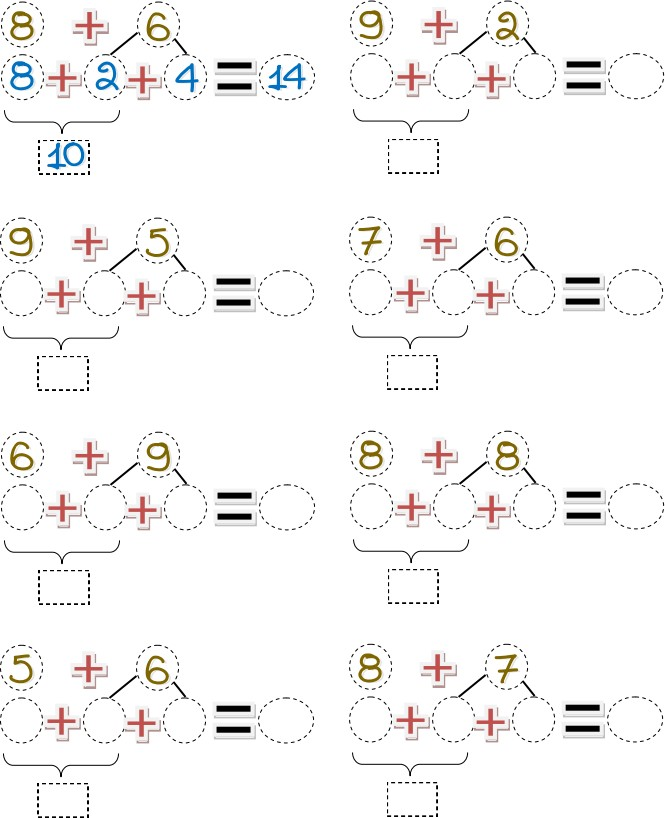 8 + 6
8 + 2 + 4 = 14
10
9 + 2
+ + =
9 + 5
+ + =
7 + 6
+ + =
6 + 9
+ + =
8 + 8
+ + =
5 + 6
+ + =
8 + 7
+ + =